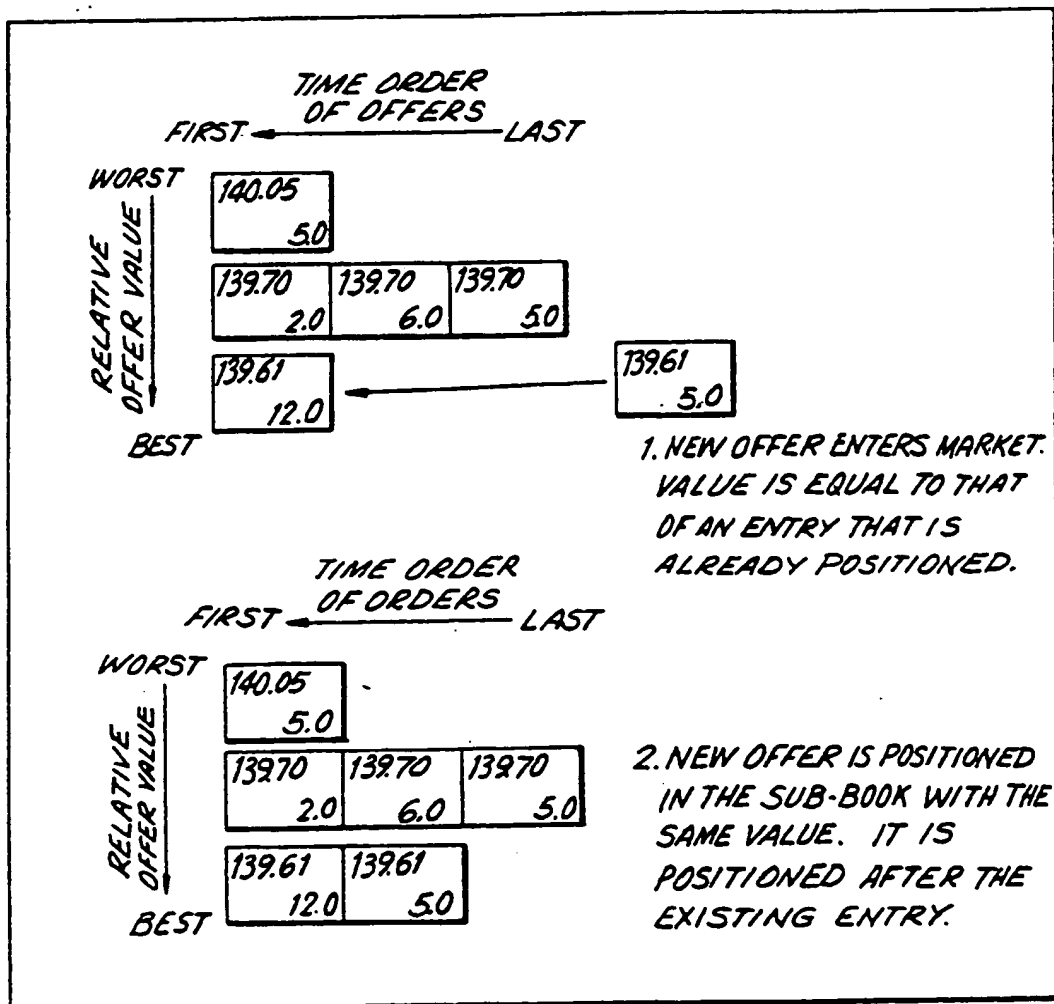 TIME ORDER
OF OFFERS
FIRST LAST
WORST
RELATIVE
OFFER VALUE
BEST
140.05
5.0
139.70 139.70 139.70
2.0 6.0 5.0
139.61 139.61
12.0 5.0
1. NEW OFFER ENTERS MARKET.
VALUE IS EQUAL TO THAT
OF AN ENTRY THAT IS
ALREADY POSITIONED.
TIME ORDER
OF ORDERS
FIRST LAST
WORST
RELATIVE
OFFER VALUE
BEST
140.05
5.0
139.70 139.70 139.70
2.0 6.0 5.0
139.61 139.61
12.0 5.0
2. NEW OFFER IS POSITIONED
IN THE SUB-BOOK WITH THE
SAME VALUE. IT IS
POSITIONED AFTER THE
EXISTING ENTRY.